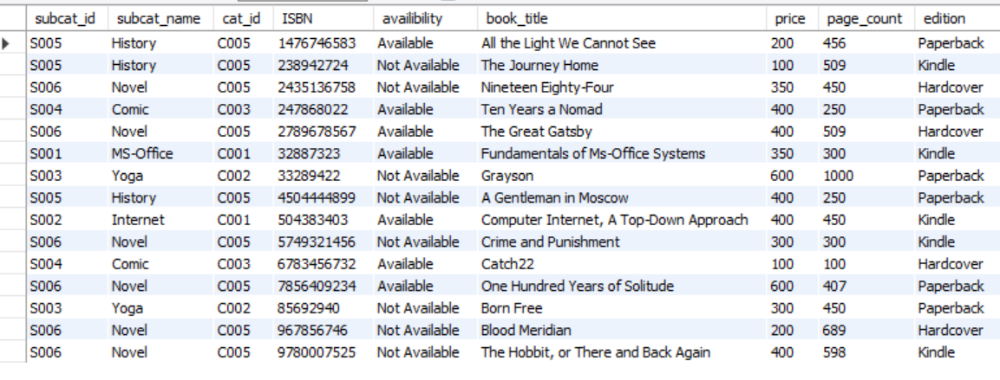 subcat_id subcat_name cat_id ISBN availibility book_title price page_count edition
S005 History C005 1476746583 Available All the Light We Cannot See 200 456 Paperback
S005 History C005 238942724 Not Available The Journey Home 100 509 Kindle
S006 Novel C005 2435136758 Not Available Nineteen Eighty-Four 350 450 Hardcover
S004 Comic C003 247868022 Available Ten Years a Nomad 400 250 Paperback
S006 Novel C005 2789678567 Available The Great Gatsby 400 509 Hardcover
S001 MS-Office C001 32887323 Available Fundamentals of Ms-Office Systems 350 300 Kindle
S003 Yoga C002 33289422 Not Available Grayson 600 1000 Paperback
S005 History C005 4504444899 Not Available A Gentleman in Moscow 400 250 Paperback
S002 Internet C001 504383403 Available Computer Internet, A Top-Down Approach 400 450 Kindle
S006 Novel C005 5749321456 Not Available Crime and Punishment 300 300 Kindle
S004 Comic C003 6783456732 Available Catch22 100 100 Hardcover
S006 Novel C005 7856409234 Available One Hundred Years of Solitude 600 407 Paperback
S003 Yoga C002 85692940 Not Available Born Free 300 450 Paperback
S006 Novel C005 967856746 Not Available Blood Meridian 200 689 Hardcover
S006 Novel C005 9780007525 Not Available The Hobbit, or There and Back Again 400 598 Kindle